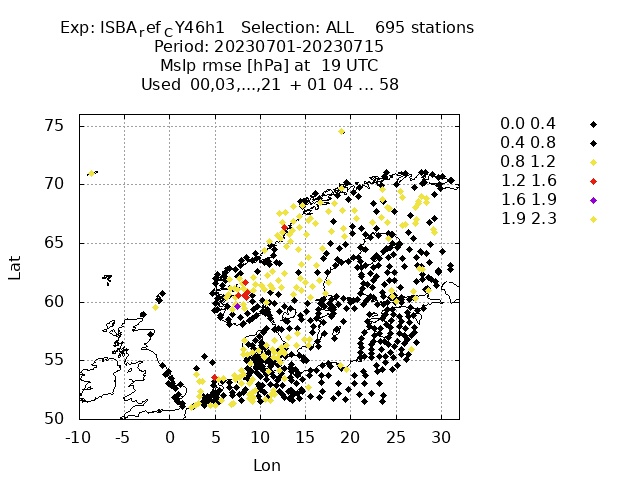 Exp: ISBArefCY46h1 Selection: ALL 695 stations
Period: 20230701-20230715
Mslp rmse [hPa] at 19 UTC
Used 00,03,...,21 + 01 04 ... 58
75
70
65
60
55
50
-10 -5 0 5 10 15 20 25 30
Lat
Lon
0.0 0.4
0.4 0.8
0.8 1.2
1.2 1.6
1.6 1.9
1.9 2.3